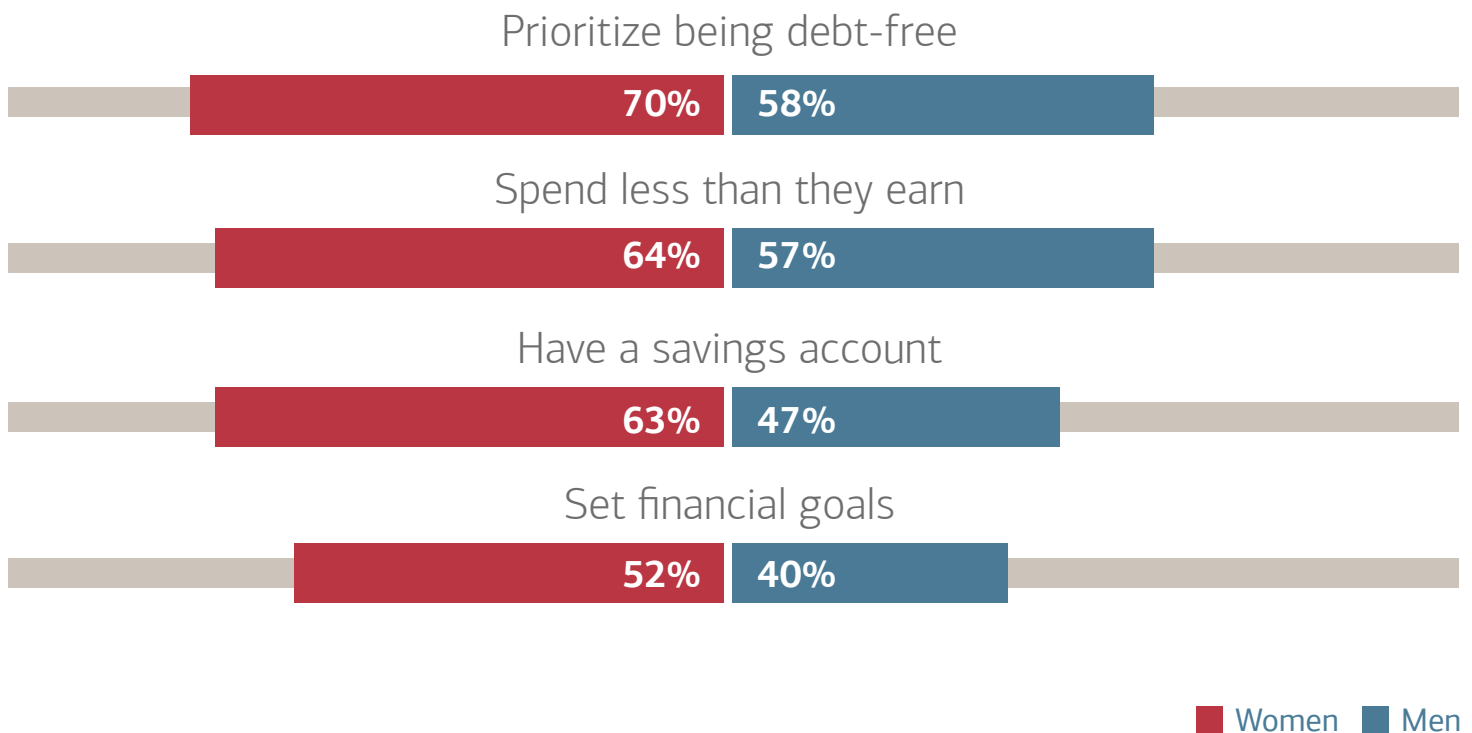 Prioritize being debt-free
70% 58%
Spend less than they earn
64% 57%
Have a savings account
63% 47%
Set financial goals
52% 40%
Women Men